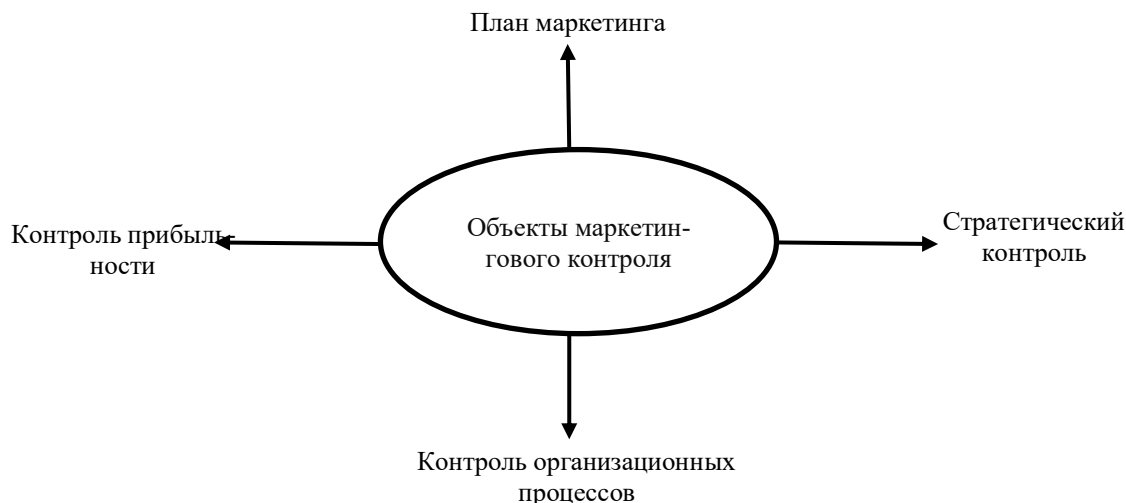 План маркетинга
Объекты маркетин-
гового контроля
Контроль прибыль-
ности
Стратегический
контроль
Контроль организационных
процессов